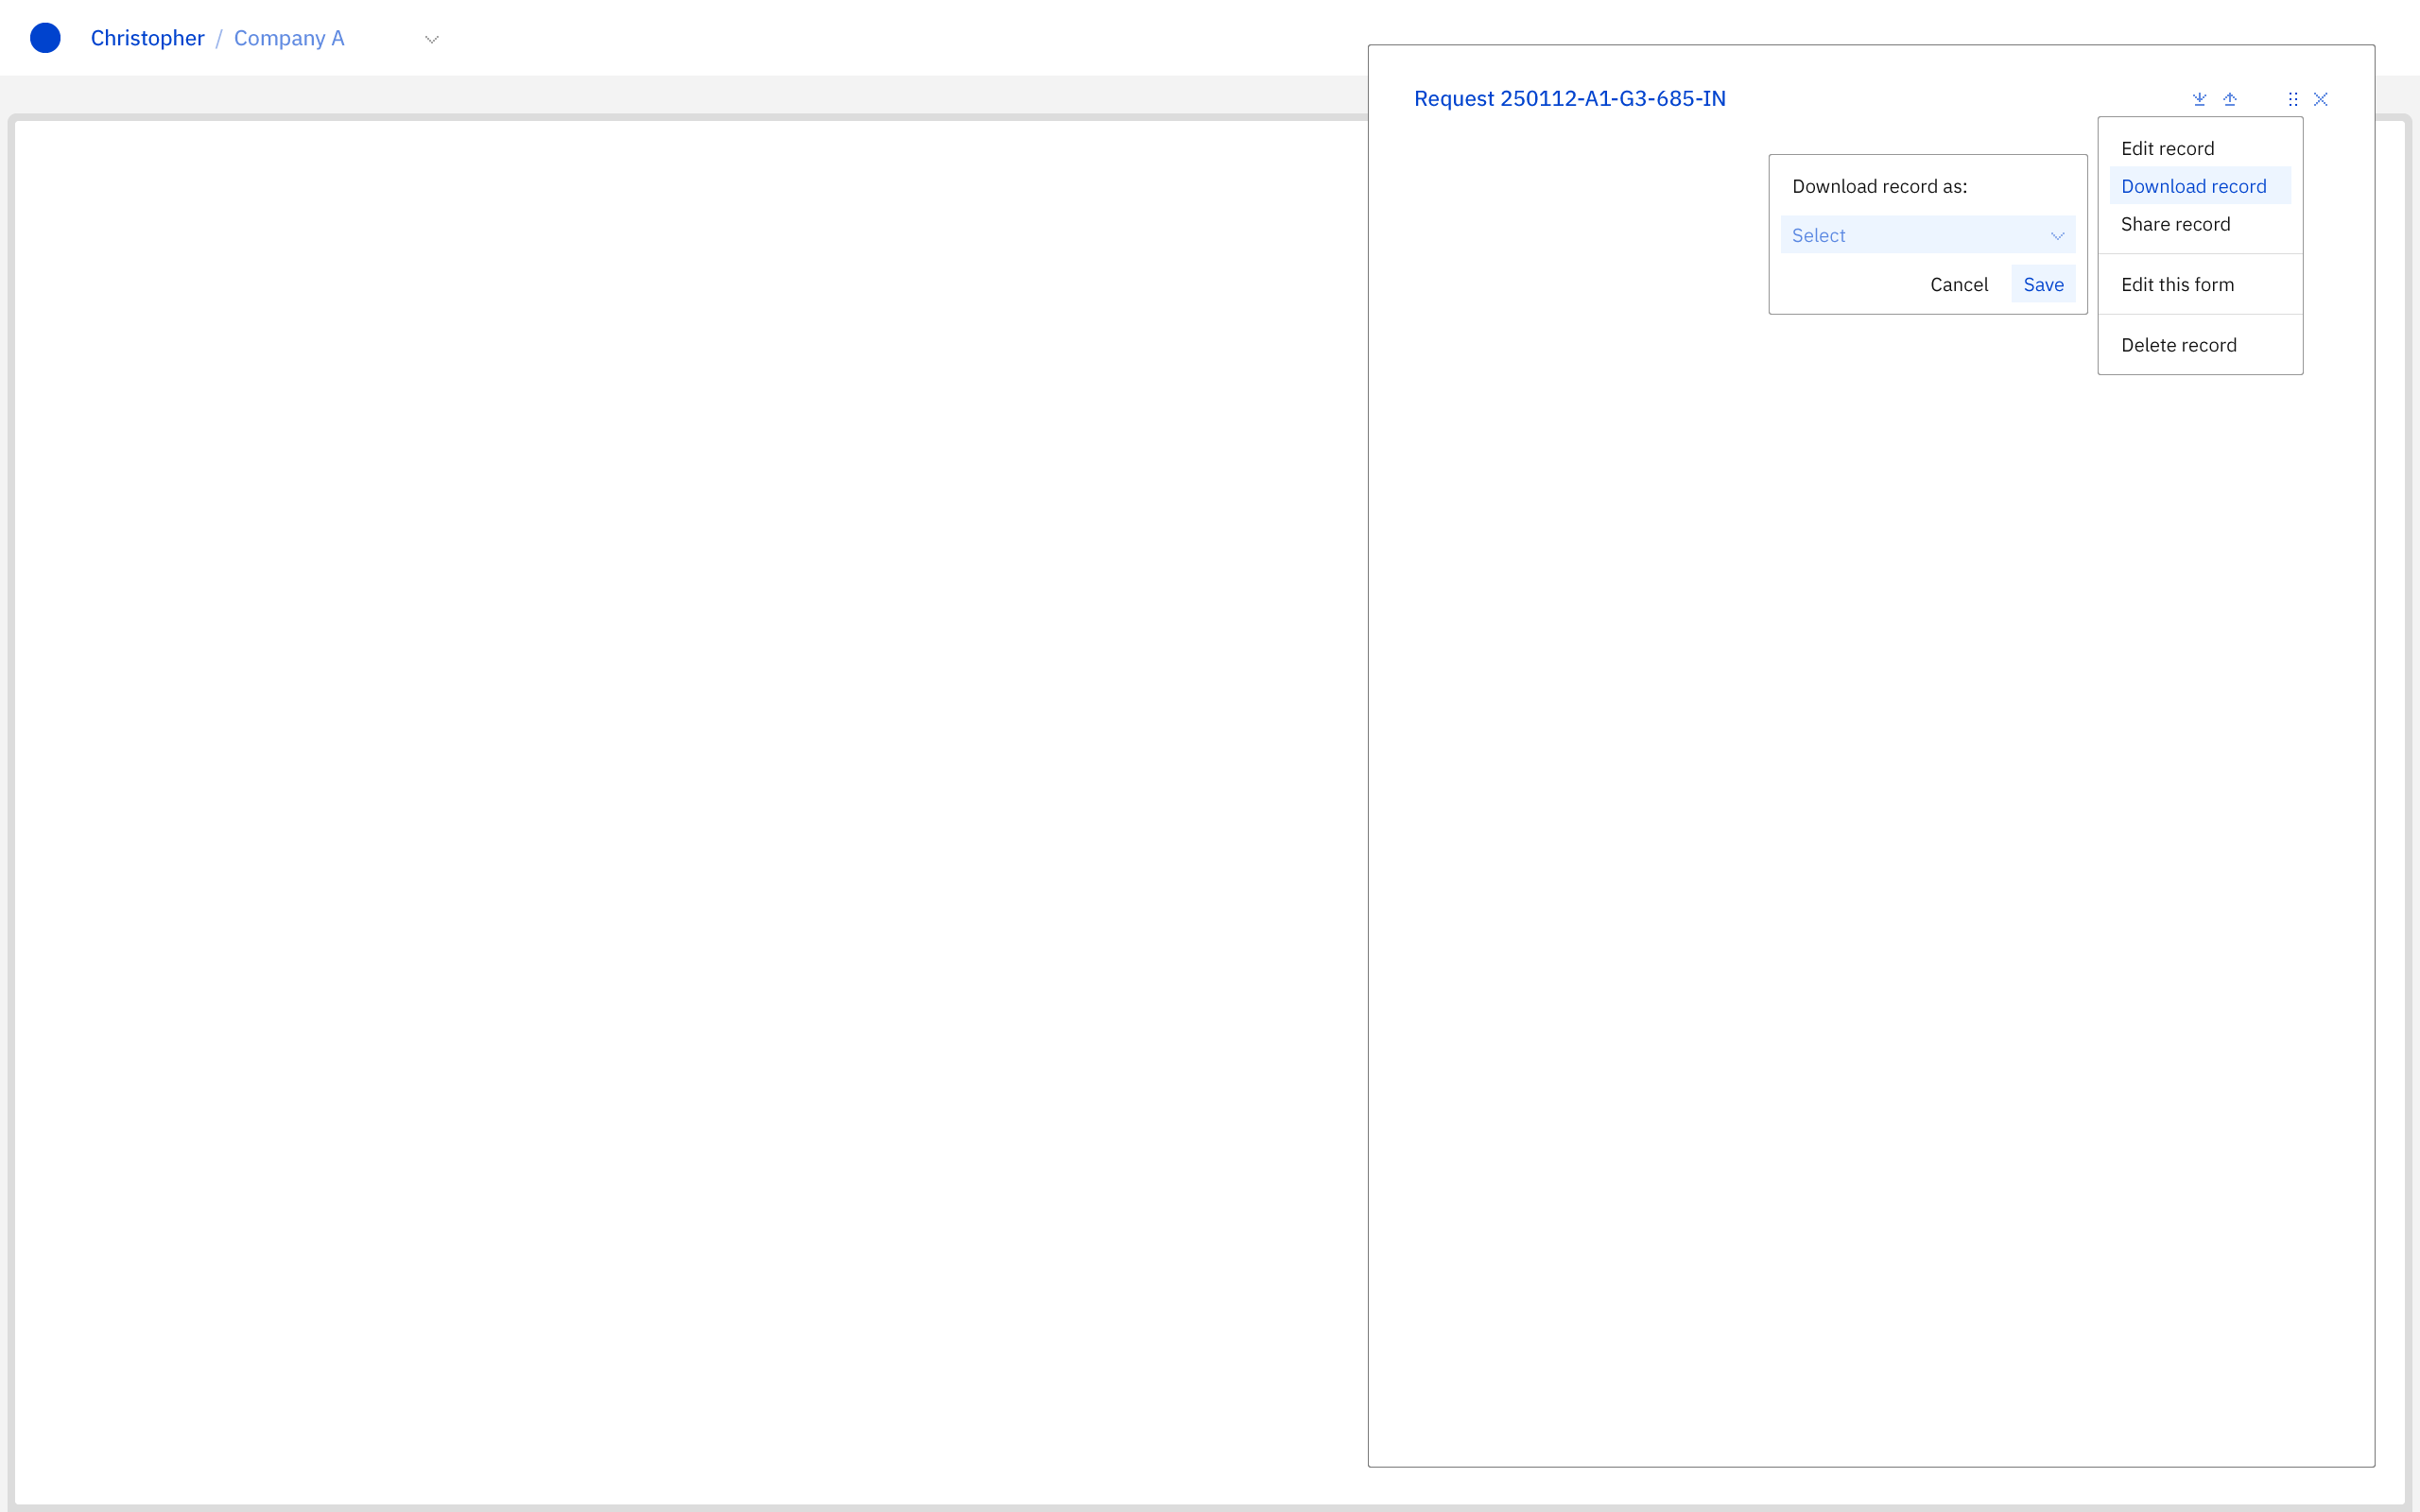 Christopher / Company A
Request 250112-A1-G3-685-IN
Download record as:
Select
Cancel Save
Edit record
Download record
Share record
Edit this form
Delete record